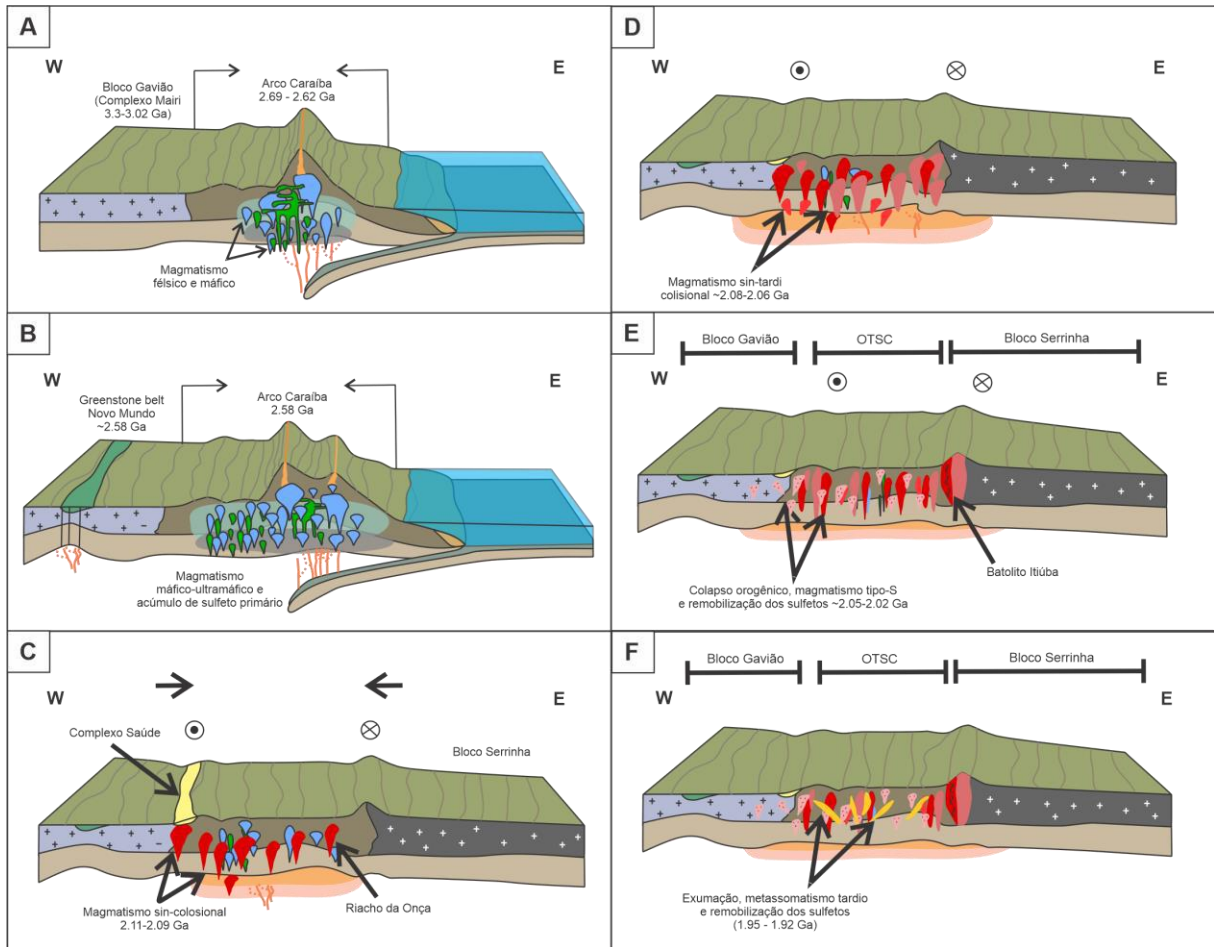 A
W
E
Bloco Gavião
(Complexo Mairi
3.3-3.02 Ga)
Arco Caraíba
2.69 - 2.62 Ga
Magmatismo
félsico e máfico
B
W
E
Greenstone belt
Novo Mundo
~2.58 Ga
Arco Caraíba
2.58 Ga
Magmatismo
máfico-ultramáfico e
acúmulo de sulfeto primário
C
W
E
Complexo Saúde
Bloco Serrinha
Magmatismo sin-colosional
2.11-2.09 Ga
Riacho da Onça
D
W
E
Magmatismo sin-tardi
colisional ~2.08-2.06 Ga
E
Bloco Gavião
OTSC
Bloco Serrinha
W
E
Colapso orogênico, magmatismo tipo-S
e remobilização dos sulfetos ~2.05-2.02 Ga
Batolito Itiúba
F
Bloco Gavião
OTSC
Bloco Serrinha
W
E
Exumação, metassomatismo tardio
e remobilização dos sulfetos
(1.95 - 1.92 Ga)